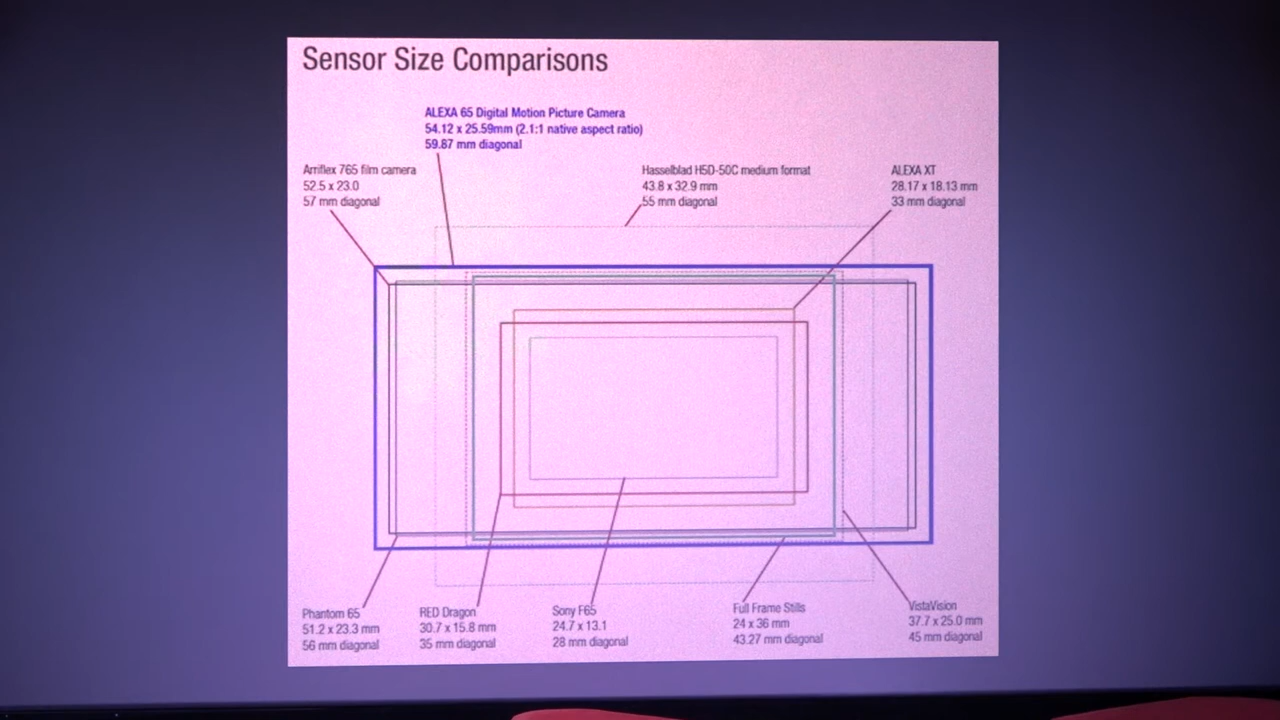 Sensor Size Comparisons
ALEXA 65 Digital Motion Picture Camera
54.12 x 25.59mm (2.1:1 native aspect ratio)
59.87 mm diagonal
Arriflex 765 film camera
52.5 x 23.0
57 mm diagonal
Hasselblad H5D-50C medium format
43.8 x 32.9 mm
55 mm diagonal
ALEXA XT
28.17 x 18.13 mm
33 mm diagonal
Phantom 65
51.2 x 23.3 mm
56 mm diagonal
RED Dragon
30.7 x 15.8 mm
35 mm diagonal
Sony F65
24.7 x 13.1
28 mm diagonal
Full Frame Stills
24 x 36 mm
43.27 mm diagonal
VistaVision
37.7 x 25.0 mm
45 mm diagonal